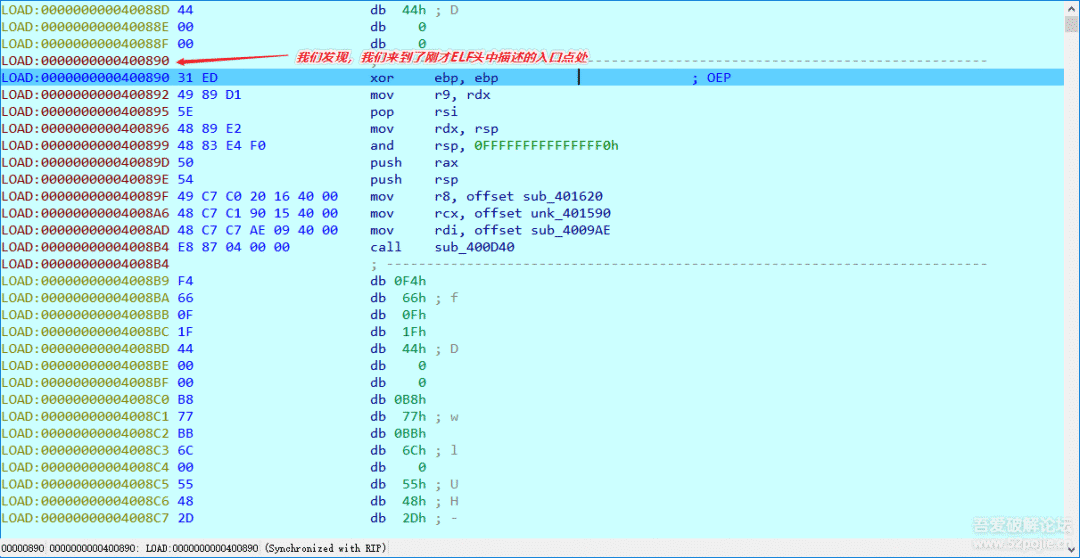 LOAD:000000000040088D 44 db 44h ; D
LOAD:000000000040088E 00 db 0
LOAD:000000000040088F 00 db 0
LOAD:0000000000400890 ; ---------------------------------------------------------------------------
我们发现，我们来到了刚才ELF头中描述的入口点处
LOAD:0000000000400890 31 ED xor ebp, ebp ; OEP
LOAD:0000000000400892 49 89 D1 mov r9, rdx
LOAD:0000000000400895 5E pop rsi
LOAD:0000000000400896 48 89 E2 mov rdx, rsp
LOAD:0000000000400899 48 83 E4 F0 and rsp, 0FFFFFFFFFFFFFFF0h
LOAD:000000000040089D 50 push rax
LOAD:000000000040089E 54 push rsp
LOAD:000000000040089F 49 C7 C0 20 16 40 00 mov r8, offset sub_401620
LOAD:00000000004008A6 48 C7 C1 90 15 40 00 mov rcx, offset unk_401590
LOAD:00000000004008AD 48 C7 C7 AE 09 40 00 mov rdi, offset sub_4009AE
LOAD:00000000004008B4 E8 87 04 00 00 call sub_400D40
LOAD:00000000004008B4 ; ---------------------------------------------------------------------------
LOAD:00000000004008B9 F4 db 0F4h
LOAD:00000000004008BA 66 db 66h ; f
LOAD:00000000004008BB 0F db 0Fh
LOAD:00000000004008BC 1F db 1Fh
LOAD:00000000004008BD 44 db 44h ; D
LOAD:00000000004008BE 00 db 0
LOAD:00000000004008BF 00 db 0
LOAD:00000000004008C0 B8 db 0B8h
LOAD:00000000004008C1 77 db 77h ; w
LOAD:00000000004008C2 BB db 0BBh
LOAD:00000000004008C3 6C db 6Ch ; l
LOAD:00000000004008C4 00 db 0
LOAD:00000000004008C5 55 db 55h ; U
LOAD:00000000004008C6 48 db 48h ; H
LOAD:00000000004008C7 2D db 2Dh ; -
吾爱破解论坛
www.52pojie.cn
00000890 0000000000400890: LOAD:0000000000400890 (Synchronized with RIP)